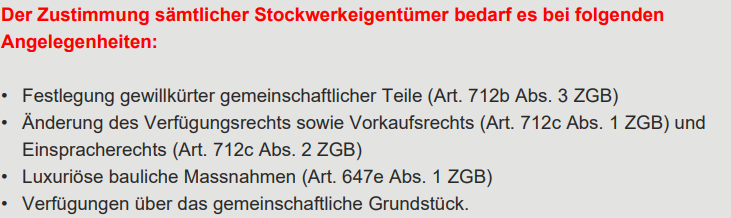 Der Zustimmung sämtlicher Stockwerkeigentümer bedarf es bei folgenden
Angelegenheiten:
• Festlegung gewillkürter gemeinschaftlicher Teile (Art. 712b Abs. 3 ZGB)
• Änderung des Verfügungsrechts sowie Vorkaufsrechts (Art. 712c Abs. 1 ZGB) und
Einspracherechts (Art. 712c Abs. 2 ZGB)
• Luxuriöse bauliche Massnahmen (Art. 647e Abs. 1 ZGB)
• Verfügungen über das gemeinschaftliche Grundstück.